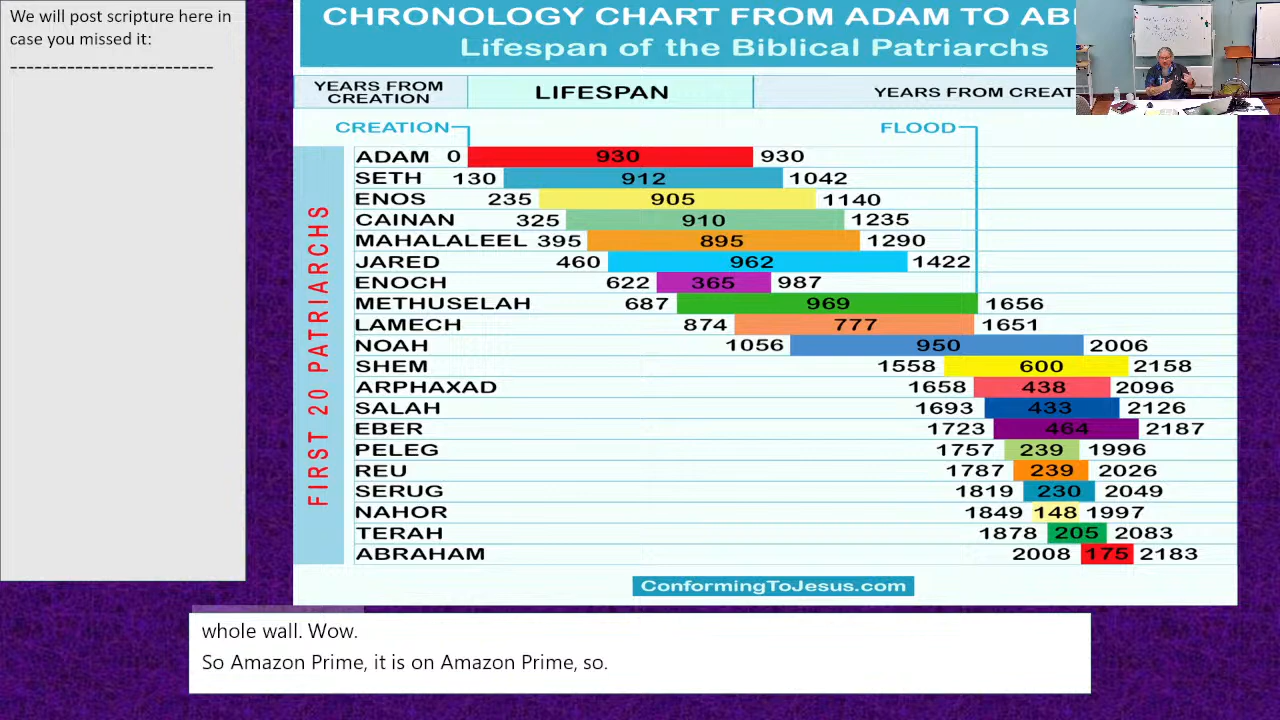 We will post scripture here in
case you missed it:
-------------------------
CHRONOLOGY CHART FROM ADAM TO
Lifespan of the Biblical Patriarchs
YEARS FROM
CREATION
LIFESPAN
YEARS FROM
CREATION
FLOOD
FIRST 20 PATRIARCHS
ADAM 0 930 930
SETH 130 912 1042
ENOS 235 905 1140
CAINAN 325 910 1235
MAHALALEEL 395 895 1290
JARED 460 962 1422
ENOCH 622 365 987
METHUSELAH 687 969 1656
LAMECH 874 777 1651
NOAH 1056 950 2006
SHEM 1558 600 2158
ARPHAXAD 1658 438 2096
SALAH 1693 433 2126
EBER 1723 464 2187
PELEG 1757 239 1996
REU 1787 239 2026
SERUG 1819 230 2049
NAHOR 1849 148 1997
TERAH 1878 205 2083
ABRAHAM 2008 175 2183
ConformingToJesus.com
whole wall. Wow.
So Amazon Prime, it is on Amazon Prime, so.